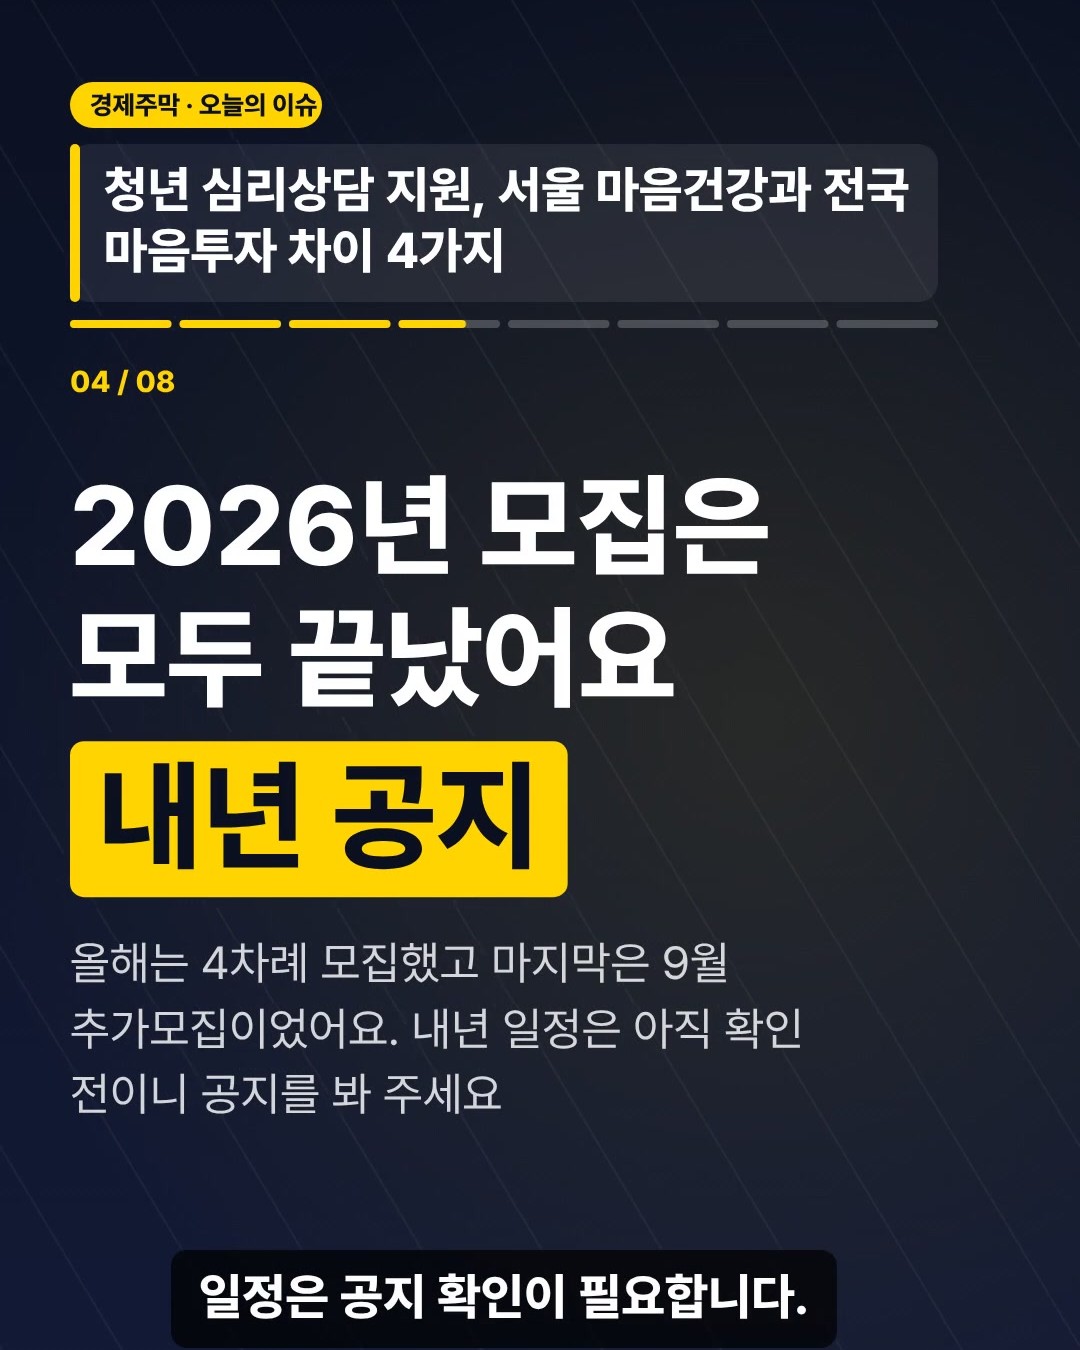 경제주막 · 오늘의 이슈
청년 심리상담 지원, 서울 마음건강과 전국
마음투자 차이 4가지
04 / 08
2026년 모집은
모두 끝났어요
내년 공지
올해는 4차례 모집했고 마지막은 9월
추가모집이었어요. 내년 일정은 아직 확인
전이니 공지를 봐 주세요
일정은 공지 확인이 필요합니다.